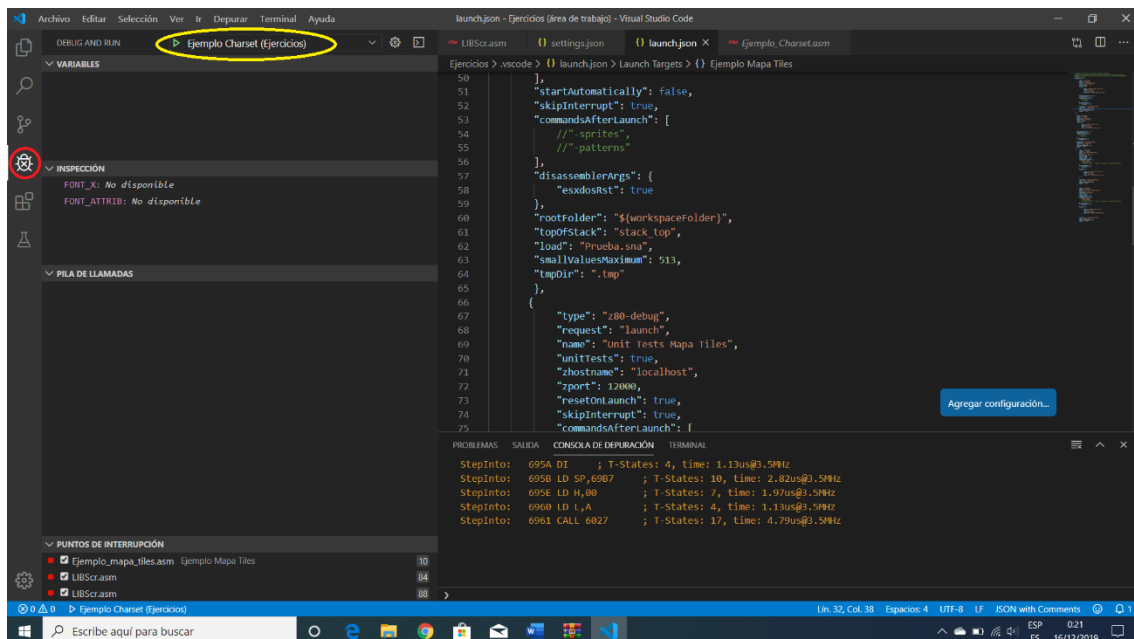 Archivo Editar Selección Ver Ir Depurar Terminal Ayuda
launch.json - Ejercicios (área de trabajo) - Visual Studio Code
DEBUG AND RUN
Ejemplo Charset (Ejercicios)
LIBScr.asm
{} settings.json
{} launch.json ×
Ejemplo_Charset.asm
Ejercicios > .vscode > {} launch.json > Launch Targets > {} Ejemplo Mapa Tiles
VARIABLES
INSPECCIÓN
FONT_X: No disponible
FONT_ATTRIB: No disponible
PILA DE LLAMADAS
PUNTOS DE INTERRUPCIÓN
Ejemplo_mapa_tiles.asm Ejemplo Mapa Tiles 10
LIBScr.asm 84
LIBScr.asm 88
50 ],
51 "startAutomatically": false,
52 "skipInterrupt": true,
53 "commandsAfterLaunch": [
54 //"-sprites",
55 //"-patterns"
56 ],
57 "disassemblerArgs": {
58 "esxdosRst": true
59 },
60 "rootFolder": "${workspaceFolder}",
61 "topOfStack": "stack_top",
62 "load": "Prueba.sna",
63 "smallValuesMaximum": 513,
64 "tmpDir": ".tmp"
65 },
66 {
67 "type": "z80-debug",
68 "request": "launch",
69 "name": "Unit Tests Mapa Tiles",
70 "unitTests": true,
71 "zhostname": "localhost",
72 "zport": 12000,
73 "resetOnLaunch": true,
74 "skipInterrupt": true,
75 "commandsAfterLaunch": [
Agregar configuración...
PROBLEMAS SALIDA CONSOLA DE DEPURACIÓN TERMINAL
StepInto: 695A DI ; T-States: 4, time: 1.13us@3.5MHz
StepInto: 695B LD SP,69B7 ; T-States: 10, time: 2.82us@3.5MHz
StepInto: 695E LD H,00 ; T-States: 7, time: 1.97us@3.5MHz
StepInto: 6960 LD L,A ; T-States: 4, time: 1.13us@3.5MHz
StepInto: 6961 CALL 6027 ; T-States: 17, time: 4.79us@3.5MHz
0 0 Ejemplo Charset (Ejercicios)
Lín. 32, Col. 38 Espacios: 4 UTF-8 LF JSON with Comments 1
Escribe aquí para buscar
ESP
ES
0:21
16/12/2019